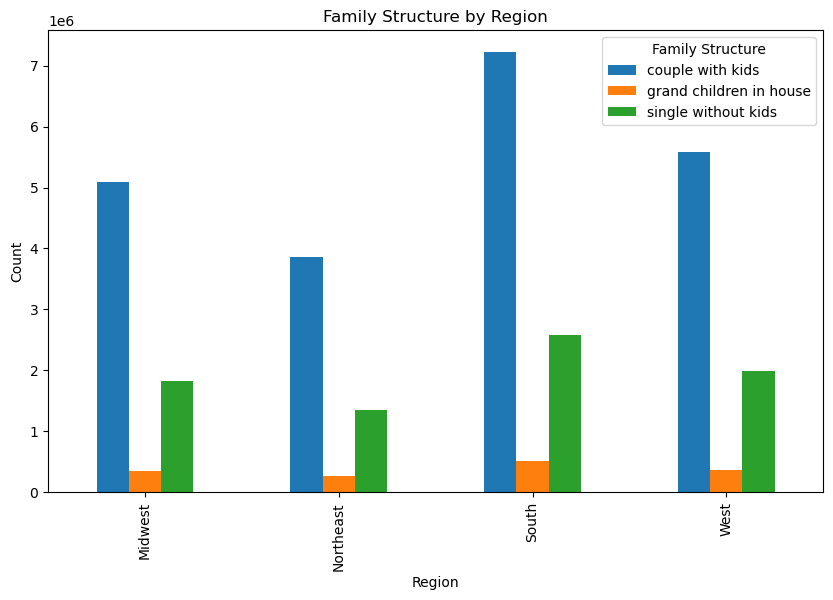 Family Structure by Region
1e6
Family Structure
couple with kids
grand children in house
single without kids
7
6
5
4
3
2
1
0
Count
Midwest
Northeast
South
West
Region